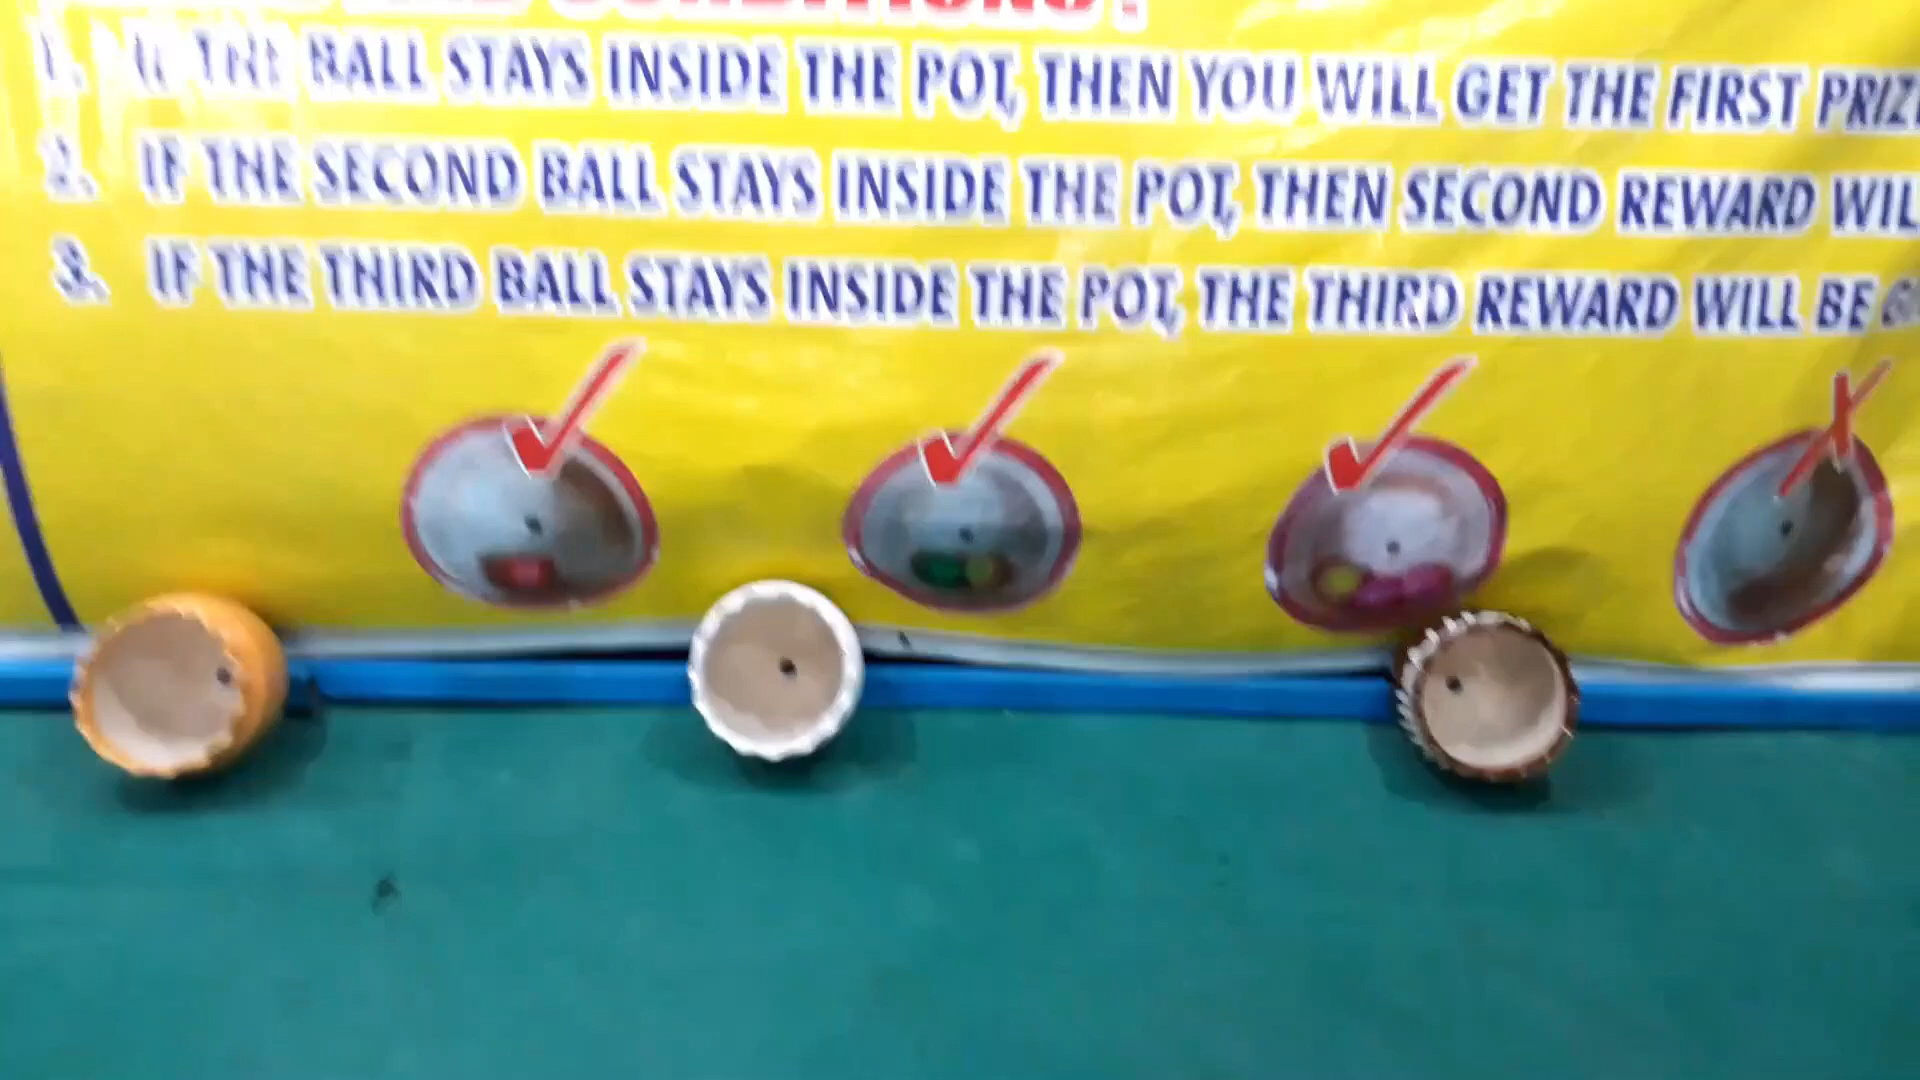 CONDITIONS!
1. IF THE BALL STAYS INSIDE THE POT, THEN YOU WILL GET THE FIRST
2. IF THE SECOND BALL STAYS INSIDE THE POT, THEN SECOND REWARD
3. IF THE THIRD BALL STAYS INSIDE THE POT, THE THIRD REWARD WILL BE